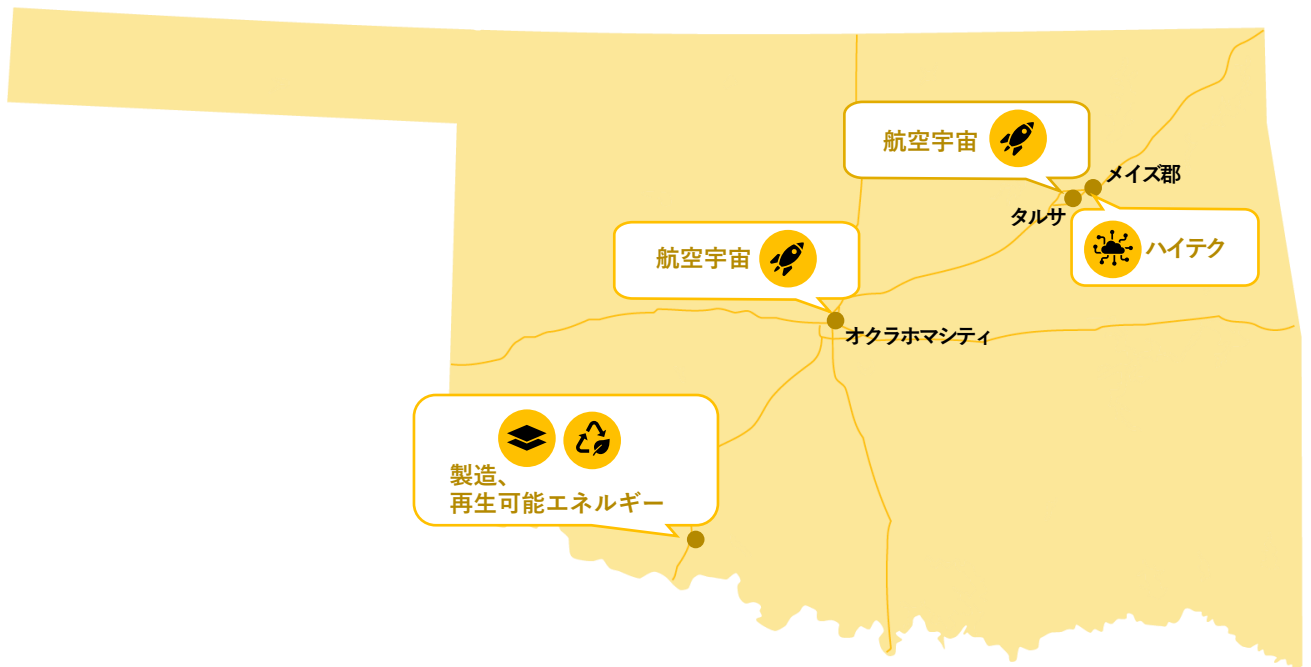 航空宇宙
メイズ郡
タルサ
ハイテク
航空宇宙
オクラホマシティ
製造、
再生可能エネルギー